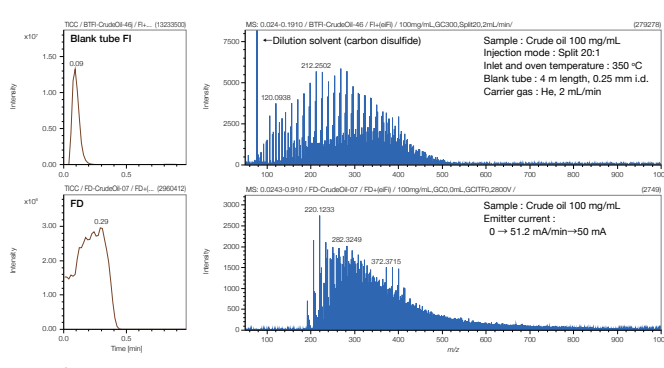 TICC / BTFI-CrudeOil-46j / FI+... (13233500)
MS: 0.024-0.1910 / BTFI-CrudeOil-46 / FI+(eiFi) / 100mg/mL,GC300,Split20,2mL/min/ (279278)
x10⁷
Blank tube FI
0.09
1.50
1.00
0.50
0.00
Intensity
0.0 0.5
←Dilution solvent (carbon disulfide)
Sample : Crude oil 100 mg/mL
Injection mode : Split 20:1
Inlet and oven temperature : 350 °C
Blank tube : 4 m length, 0.25 mm i.d.
Carrier gas : He, 2 mL/min
212.2502
120.0938
7500
5000
2500
0
Intensity
100 200 300 400 500 600 700 800 900 100
TICC / FD-CrudeOil-07 / FD+(... (2960412)
MS: 0.0243-0.910 / FD-CrudeOil-07 / FD+(eiFi) / 100mg/mL,GC0,0mL,GCITF0,2800V / (2749)
FD
0.29
3.00
2.00
1.00
0.00
Intensity
0.0 0.5
Time [min]
Sample : Crude oil 100 mg/mL
Emitter current :
0 → 51.2 mA/min→50 mA
220.1233
282.3249
372.3715
3000
2500
2000
1500
1000
500
0
Intensity
100 200 300 400 500 600 700 800 900 100
m/z